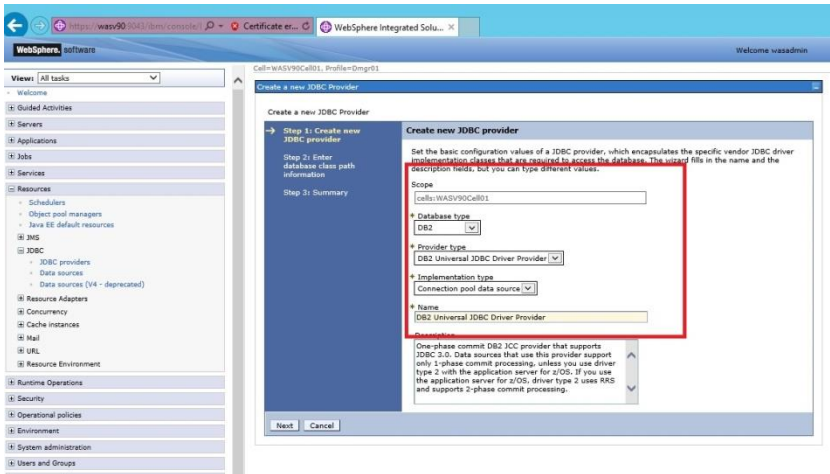 https://wasv90:9043/ibm/console/l
Certificate er...
WebSphere Integrated Solu...
WebSphere. software
Welcome wasadmin
View: All tasks
Welcome
Guided Activities
Servers
Applications
Jobs
Services
Resources
Schedulers
Object pool managers
Java EE default resources
JMS
JDBC
JDBC providers
Data sources
Data sources (V4 - deprecated)
Resource Adapters
Concurrency
Cache instances
Mail
URL
Resource Environment
Runtime Operations
Security
Operational policies
Environment
System administration
Users and Groups
Cell=WASV90Cell01, Profile=Dmgr01
Create a new JDBC Provider
Create a new JDBC Provider
Step 1: Create new
JDBC provider
Step 2: Enter
database class path
information
Step 3: Summary
Create new JDBC provider
Set the basic configuration values of a JDBC provider, which encapsulates the specific vendor JDBC driver
implementation classes that are required to access the database. The wizard fills in the name and the
description fields, but you can type different values.
Scope
cells:WASV90Cell01
Database type
DB2
Provider type
DB2 Universal JDBC Driver Provider
Implementation type
Connection pool data source
Name
DB2 Universal JDBC Driver Provider
Description
One-phase commit DB2 JCC provider that supports
JDBC 3.0. Data sources that use this provider support
only 1-phase commit processing, unless you use driver
type 2 with the application server for z/OS. If you use
the application server for z/OS, driver type 2 uses RRS
and supports 2-phase commit processing.
Next
Cancel